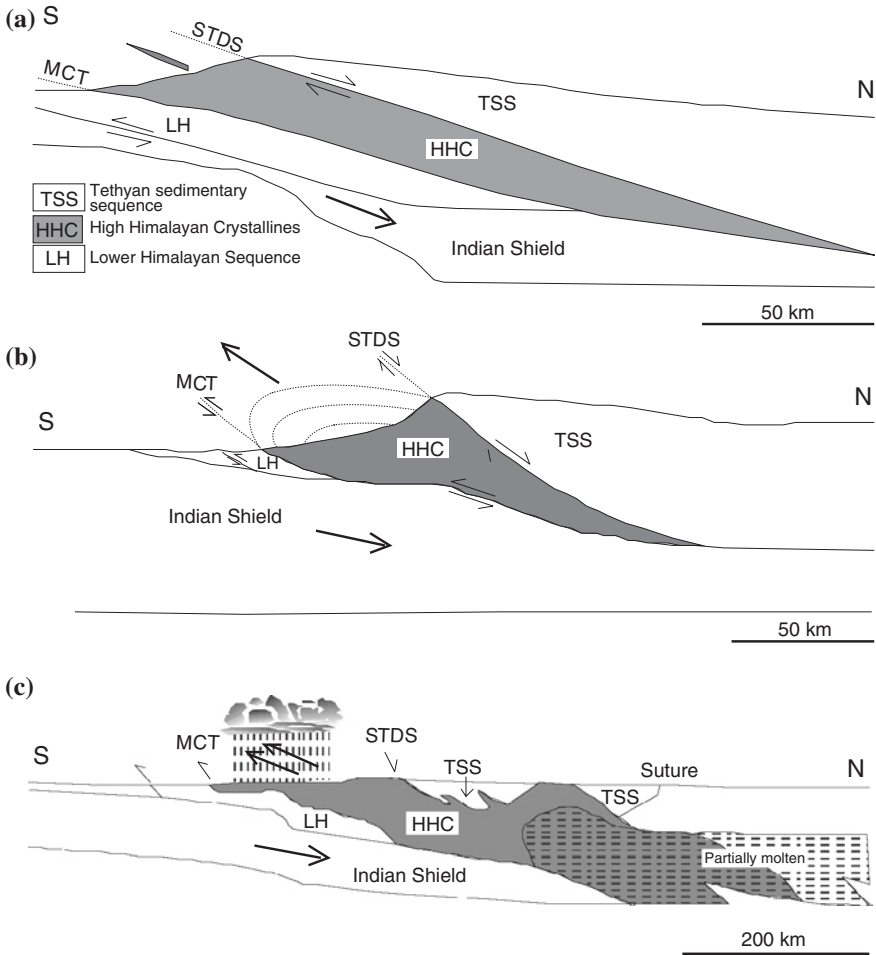 (a) S
STDS
MCT
TSS
N
LH
HHC
TSS Tethyan sedimentary
sequence
HHC High Himalayan Crystallines
LH Lower Himalayan Sequence
Indian Shield
50 km
(b)
STDS
MCT
S
N
HHC
TSS
LH
Indian Shield
50 km
(c)
MCT
STDS
S
TSS
Suture
N
TSS
LH
HHC
Partially molten
Indian Shield
200 km